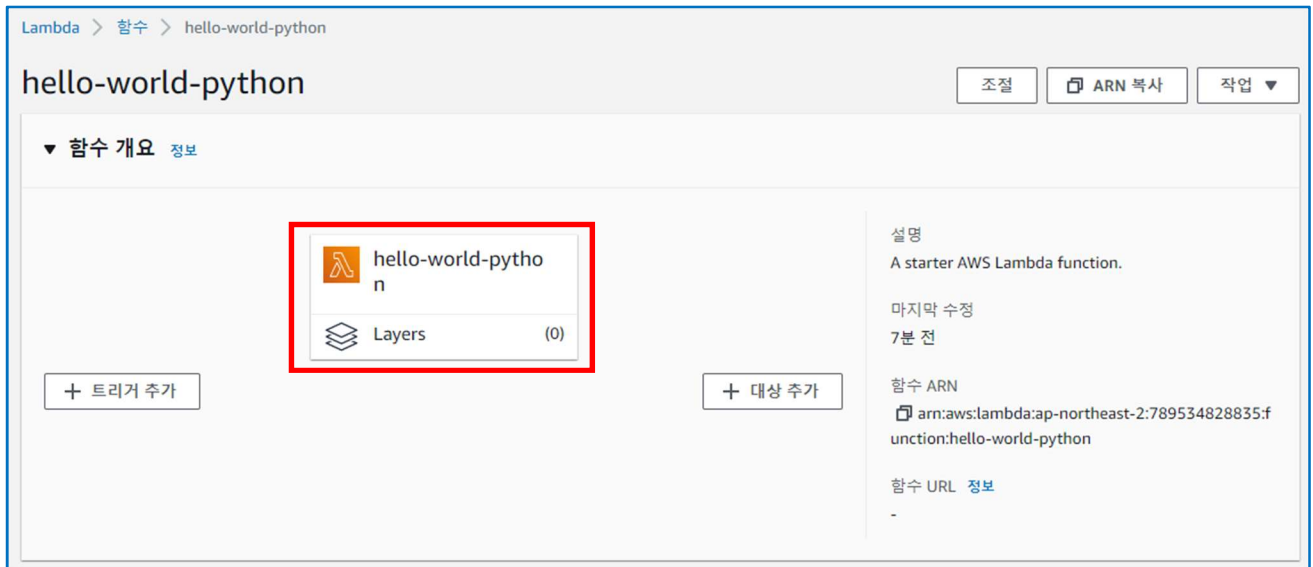 Lambda > 함수 > hello-world-python
hello-world-python
조절
ARN 복사
작업 ▼
▼ 함수 개요 정보
hello-world-pytho
n
Layers (0)
+ 트리거 추가
+ 대상 추가
설명
A starter AWS Lambda function.
마지막 수정
7분 전
함수 ARN
arn:aws:lambda:ap-northeast-2:789534828835:f
unction:hello-world-python
함수 URL 정보
-